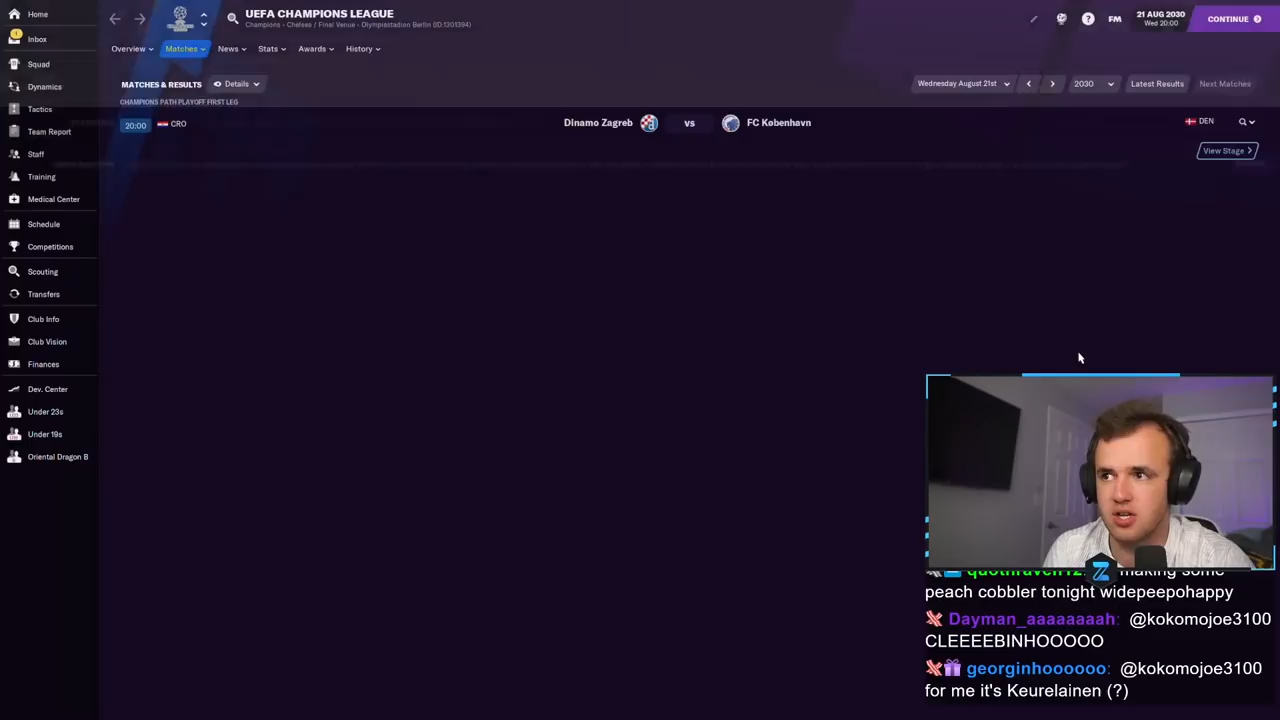 Home
UEFA CHAMPIONS LEAGUE
Champions - Chelsea / Final Venue - Olympiastadion Berlin (ID:1301394)
FM
21 AUG 2030
Wed 20:00
CONTINUE
Inbox
Overview
Matches
News
Stats
Awards
History
Squad
Dynamics
Tactics
Team Report
Staff
Training
Medical Center
Schedule
Competitions
Scouting
Transfers
Club Info
Club Vision
Finances
Dev. Center
Under 23s
Under 19s
Oriental Dragon B
MATCHES & RESULTS
Details
Wednesday August 21st
2030
Latest Results
Next Matches
CHAMPIONS PATH PLAYOFF FIRST LEG
20:00
CRO
Dinamo Zagreb
vs
FC København
DEN
View Stage
making some
peach cobbler tonight widepeepohappy
Dayman_aaaaaaah: @kokomojoe3100
CLEEEEBINHOOOOO
georginhoooooo: @kokomojoe3100
for me it's Keurelainen (?)